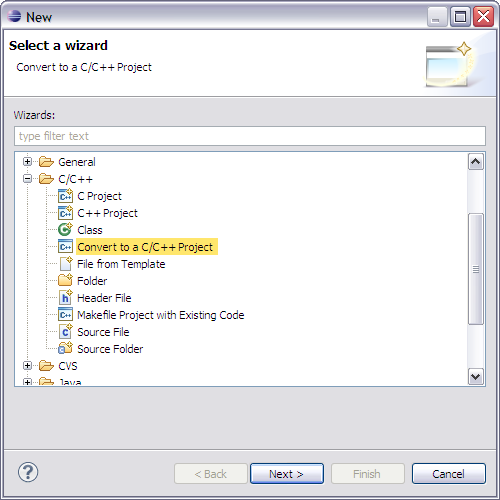 New
Select a wizard
Convert to a C/C++ Project
Wizards:
type filter text
General
C/C++
C Project
C++ Project
Class
Convert to a C/C++ Project
File from Template
Folder
Header File
Makefile Project with Existing Code
Source File
Source Folder
CVS
Java
< Back Next > Finish Cancel